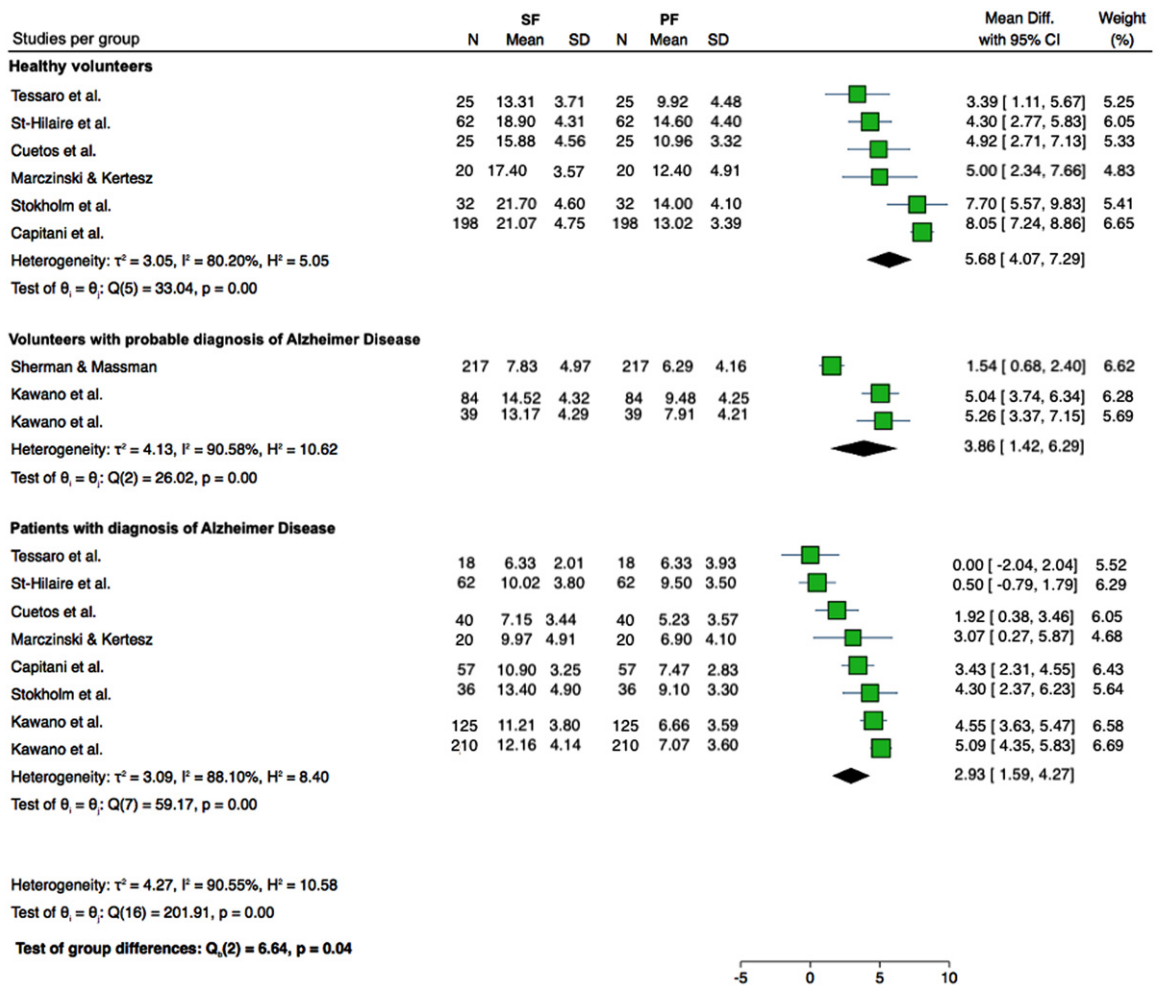 SF PF Mean Diff. Weight
Studies per group N Mean SD N Mean SD with 95% CI (%)
Healthy volunteers
Tessaro et al. 25 13.31 3.71 25 9.92 4.48 3.39 [ 1.11, 5.67] 5.25
St-Hilaire et al. 62 18.90 4.31 62 14.60 4.40 4.30 [ 2.77, 5.83] 6.05
Cuetos et al. 25 15.88 4.56 25 10.96 3.32 4.92 [ 2.71, 7.13] 5.33
Marczinski & Kertesz 20 17.40 3.57 20 12.40 4.91 5.00 [ 2.34, 7.66] 4.83
Stokholm et al. 32 21.70 4.60 32 14.00 4.10 7.70 [ 5.57, 9.83] 5.41
Capitani et al. 198 21.07 4.75 198 13.02 3.39 8.05 [ 7.24, 8.86] 6.65
Heterogeneity: τ² = 3.05, I² = 80.20%, H² = 5.05 5.68 [ 4.07, 7.29]
Test of θᵢ = θⱼ: Q(5) = 33.04, p = 0.00
Volunteers with probable diagnosis of Alzheimer Disease
Sherman & Massman 217 7.83 4.97 217 6.29 4.16 1.54 [ 0.68, 2.40] 6.62
Kawano et al. 84 14.52 4.32 84 9.48 4.25 5.04 [ 3.74, 6.34] 6.28
Kawano et al. 39 13.17 4.29 39 7.91 4.21 5.26 [ 3.37, 7.15] 5.69
Heterogeneity: τ² = 4.13, I² = 90.58%, H² = 10.62 3.86 [ 1.42, 6.29]
Test of θᵢ = θⱼ: Q(2) = 26.02, p = 0.00
Patients with diagnosis of Alzheimer Disease
Tessaro et al. 18 6.33 2.01 18 6.33 3.93 0.00 [ -2.04, 2.04] 5.52
St-Hilaire et al. 62 10.02 3.80 62 9.50 3.50 0.50 [ -0.79, 1.79] 6.29
Cuetos et al. 40 7.15 3.44 40 5.23 3.57 1.92 [ 0.38, 3.46] 6.05
Marczinski & Kertesz 20 9.97 4.91 20 6.90 4.10 3.07 [ 0.27, 5.87] 4.68
Capitani et al. 57 10.90 3.25 57 7.47 2.83 3.43 [ 2.31, 4.55] 6.43
Stokholm et al. 36 13.40 4.90 36 9.10 3.30 4.30 [ 2.37, 6.23] 5.64
Kawano et al. 125 11.21 3.80 125 6.66 3.59 4.55 [ 3.63, 5.47] 6.58
Kawano et al. 210 12.16 4.14 210 7.07 3.60 5.09 [ 4.35, 5.83] 6.69
Heterogeneity: τ² = 3.09, I² = 88.10%, H² = 8.40 2.93 [ 1.59, 4.27]
Test of θᵢ = θⱼ: Q(7) = 59.17, p = 0.00
Heterogeneity: τ² = 4.27, I² = 90.55%, H² = 10.58
Test of θᵢ = θⱼ: Q(16) = 201.91, p = 0.00
Test of group differences: Q_b(2) = 6.64, p = 0.04
-5 0 5 10